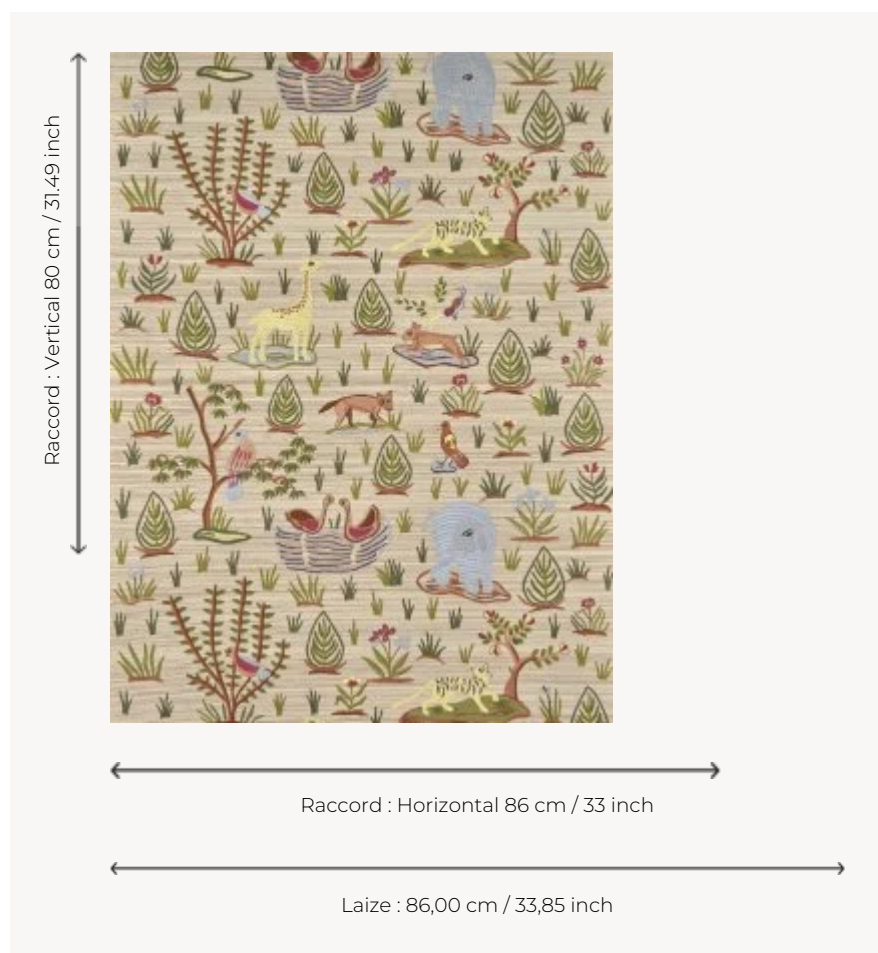 Raccord : Vertical 80 cm / 31.49 inch
Raccord : Horizontal 86 cm / 33 inch
Laize : 86,00 cm / 33,85 inch